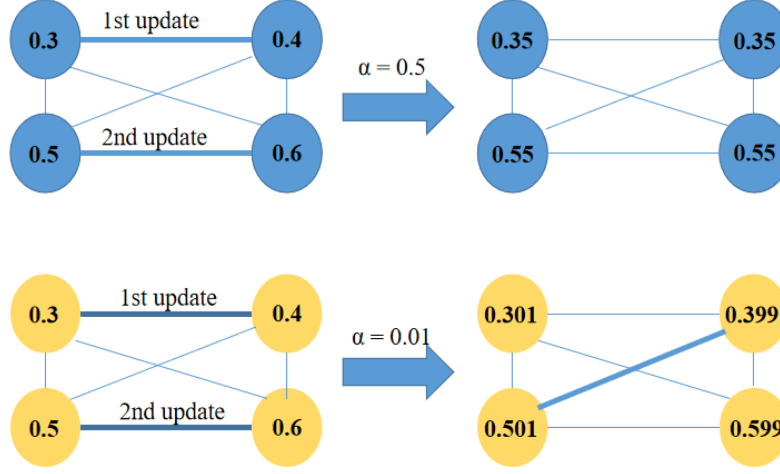 0.3 1st update 0.4
α = 0.5
0.35 0.35
0.5 2nd update 0.6
0.55 0.55
0.3 1st update 0.4
α = 0.01
0.301 0.399
0.5 2nd update 0.6
0.501 0.599